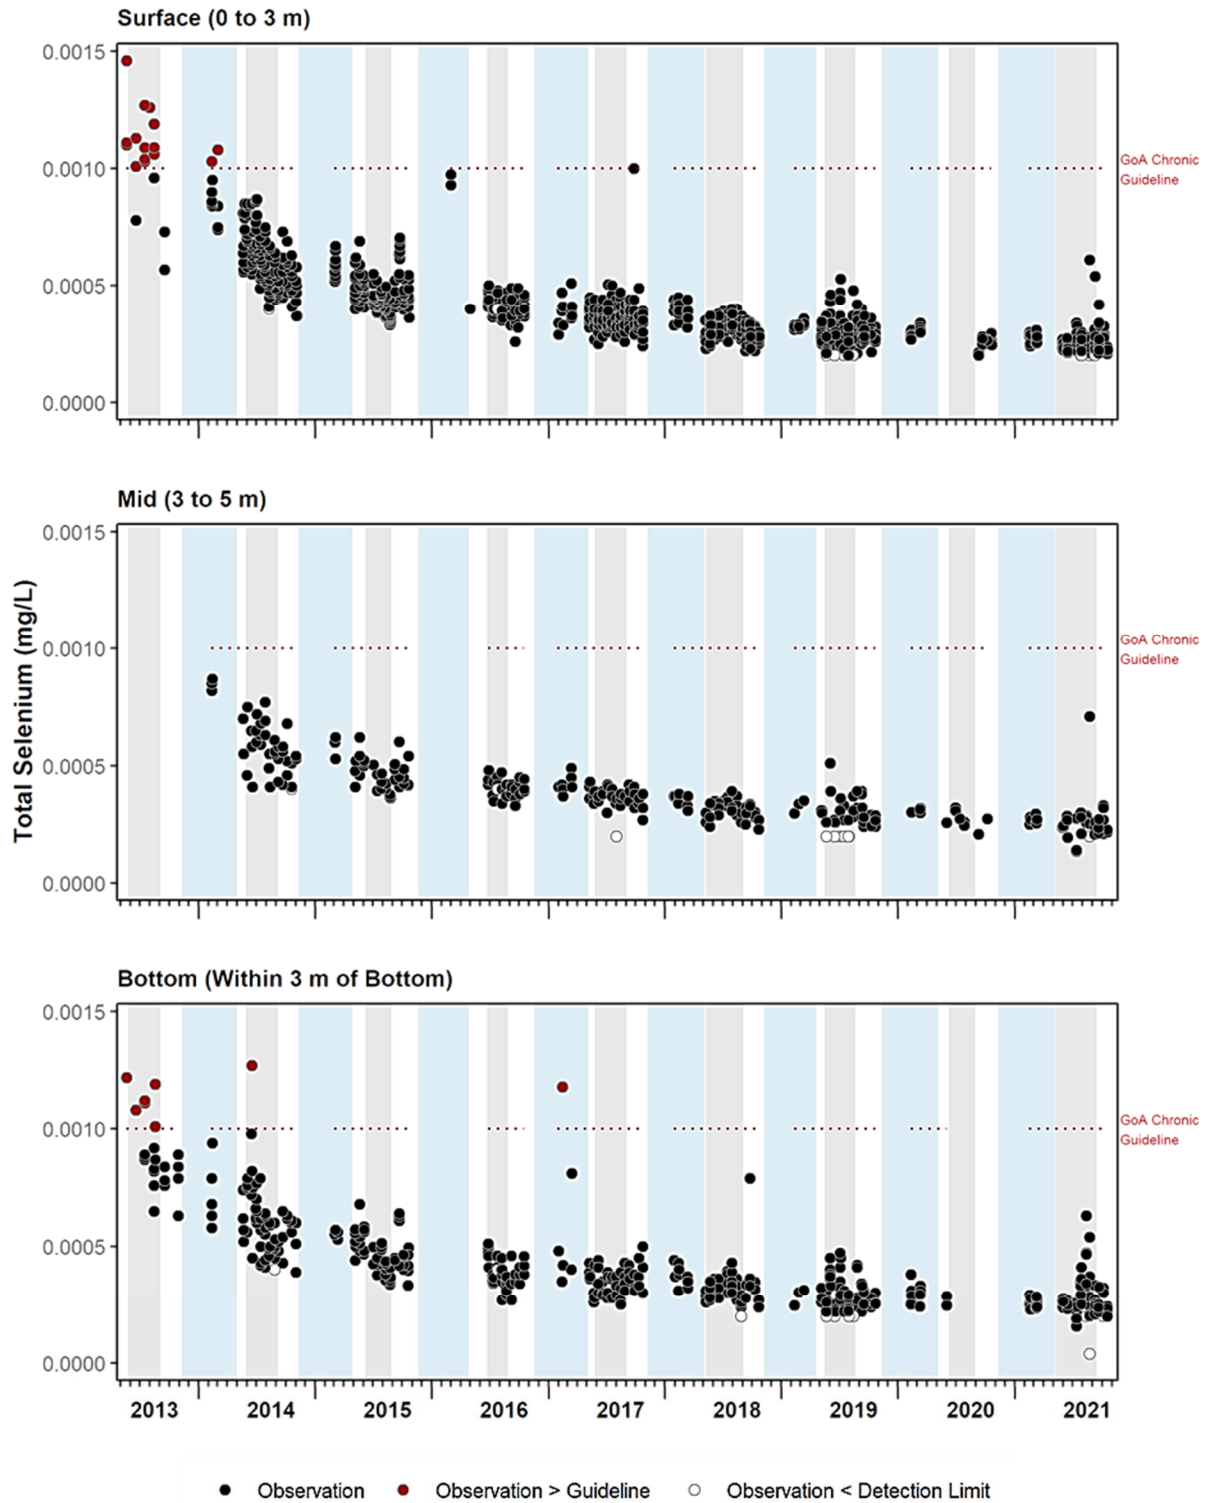 Surface (0 to 3 m)
0.0015
0.0010
0.0005
0.0000
GoA Chronic
Guideline
Mid (3 to 5 m)
0.0015
0.0010
0.0005
0.0000
GoA Chronic
Guideline
Total Selenium (mg/L)
Bottom (Within 3 m of Bottom)
0.0015
0.0010
0.0005
0.0000
GoA Chronic
Guideline
2013 2014 2015 2016 2017 2018 2019 2020 2021
Observation Observation > Guideline Observation < Detection Limit